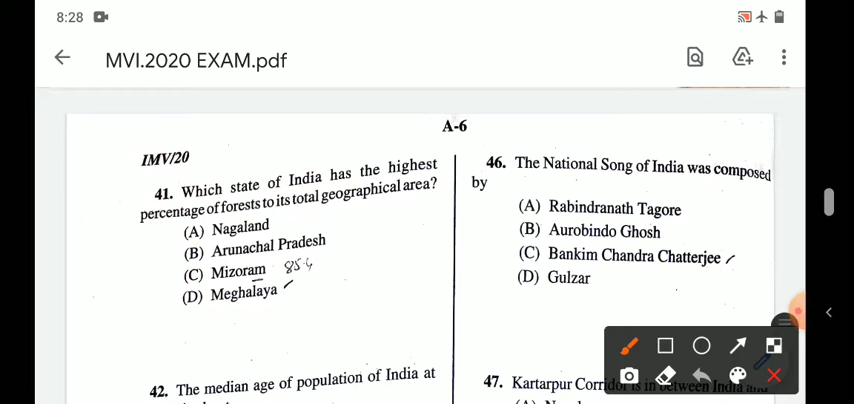 8:28
MVI.2020 EXAM.pdf
A-6
IMV/20
41. Which state of India has the highest
percentage of forests to its total geographical area?
(A) Nagaland
(B) Arunachal Pradesh
(C) Mizoram 85.4
(D) Meghalaya
42. The median age of population of India at
46. The National Song of India was composed
by
(A) Rabindranath Tagore
(B) Aurobindo Ghosh
(C) Bankim Chandra Chatterjee
(D) Gulzar
47. Kartarpur Corridor is in between India and